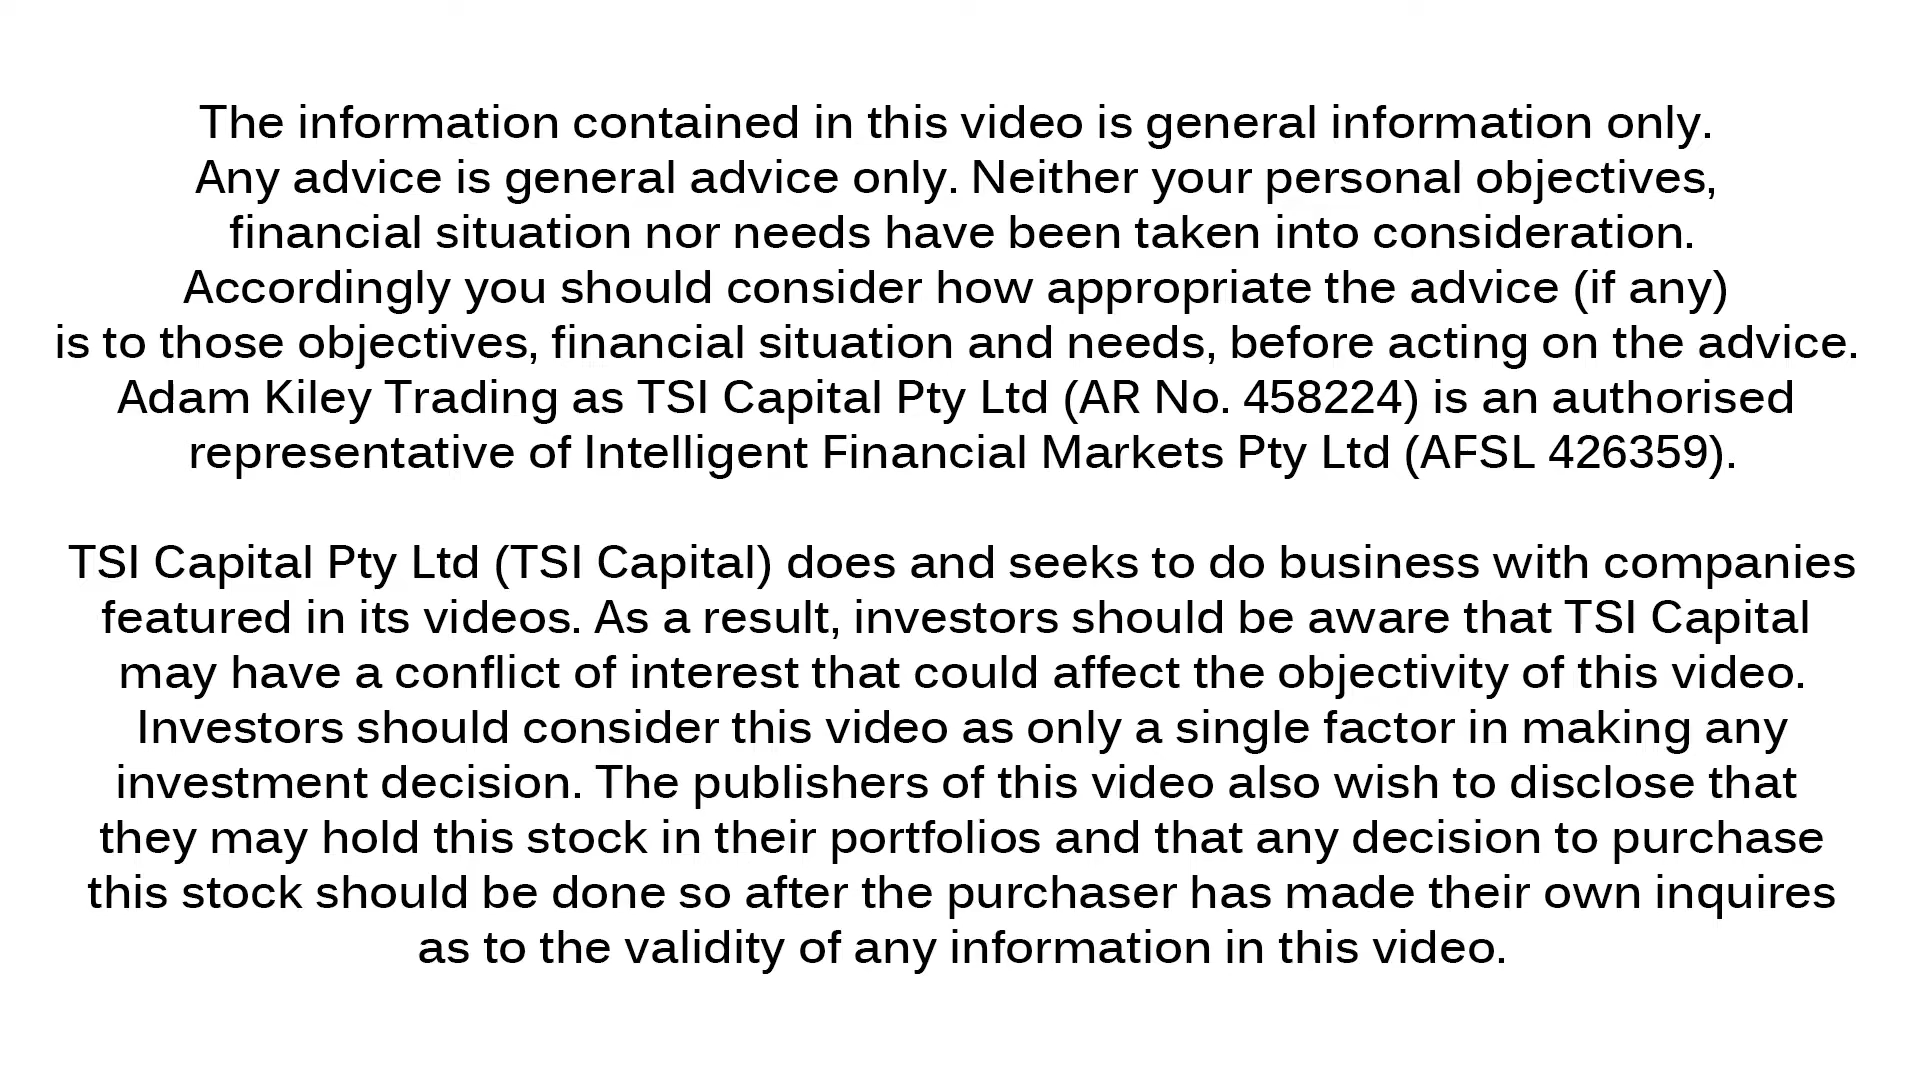 The information contained in this video is general information only.
Any advice is general advice only. Neither your personal objectives,
financial situation nor needs have been taken into consideration.
Accordingly you should consider how appropriate the advice (if any)
is to those objectives, financial situation and needs, before acting on the advice.
Adam Kiley Trading as TSI Capital Pty Ltd (AR No. 458224) is an authorised
representative of Intelligent Financial Markets Pty Ltd (AFSL 426359).
TSI Capital Pty Ltd (TSI Capital) does and seeks to do business with companies
featured in its videos. As a result, investors should be aware that TSI Capital
may have a conflict of interest that could affect the objectivity of this video.
Investors should consider this video as only a single factor in making any
investment decision. The publishers of this video also wish to disclose that
they may hold this stock in their portfolios and that any decision to purchase
this stock should be done so after the purchaser has made their own inquires
as to the validity of any information in this video.